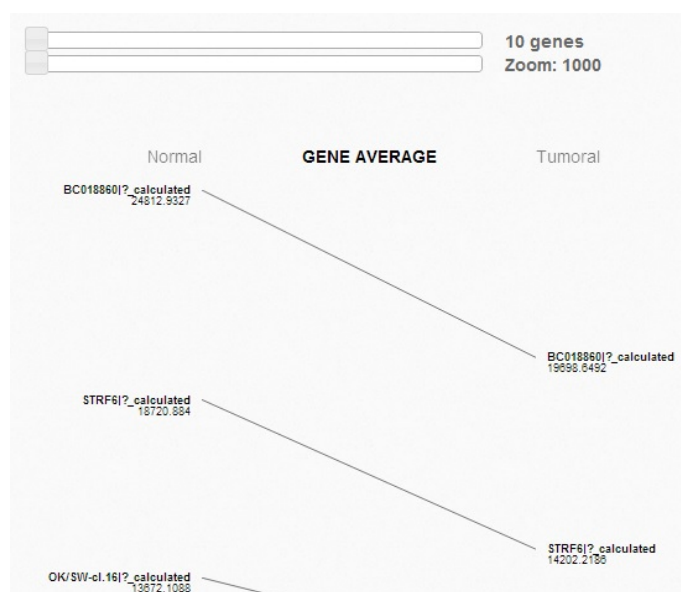 10 genes
Zoom: 1000
Normal GENE AVERAGE Tumoral
BC018860|?_calculated
24812.9327
BC018860|?_calculated
19698.6492
STRF6|?_calculated
18720.884
STRF6|?_calculated
14202.2186
OK/SW-cl.16|?_calculated
13672.1088